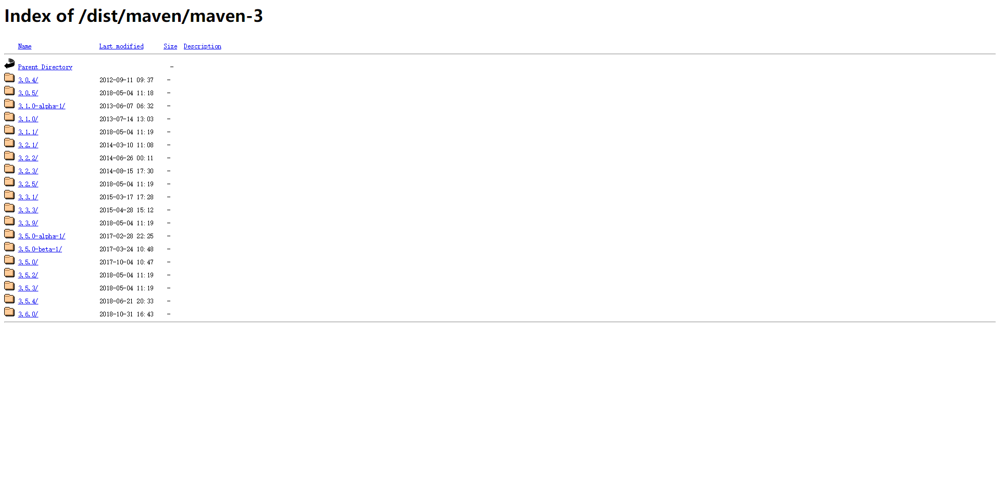 Index of /dist/maven/maven-3
Name Last modified Size Description
Parent Directory -
3.0.4/ 2012-09-11 09:37 -
3.0.5/ 2018-05-04 11:18 -
3.1.0-alpha-1/ 2013-06-07 06:32 -
3.1.0/ 2013-07-14 13:03 -
3.1.1/ 2018-05-04 11:19 -
3.2.1/ 2014-03-10 11:08 -
3.2.2/ 2014-06-26 00:11 -
3.2.3/ 2014-08-15 17:30 -
3.2.5/ 2018-05-04 11:19 -
3.3.1/ 2015-03-17 17:28 -
3.3.3/ 2015-04-28 15:12 -
3.3.9/ 2018-05-04 11:19 -
3.5.0-alpha-1/ 2017-02-28 22:25 -
3.5.0-beta-1/ 2017-03-24 10:48 -
3.5.0/ 2017-10-04 10:47 -
3.5.2/ 2018-05-04 11:19 -
3.5.3/ 2018-05-04 11:19 -
3.5.4/ 2018-06-21 20:33 -
3.6.0/ 2018-10-31 16:43 -